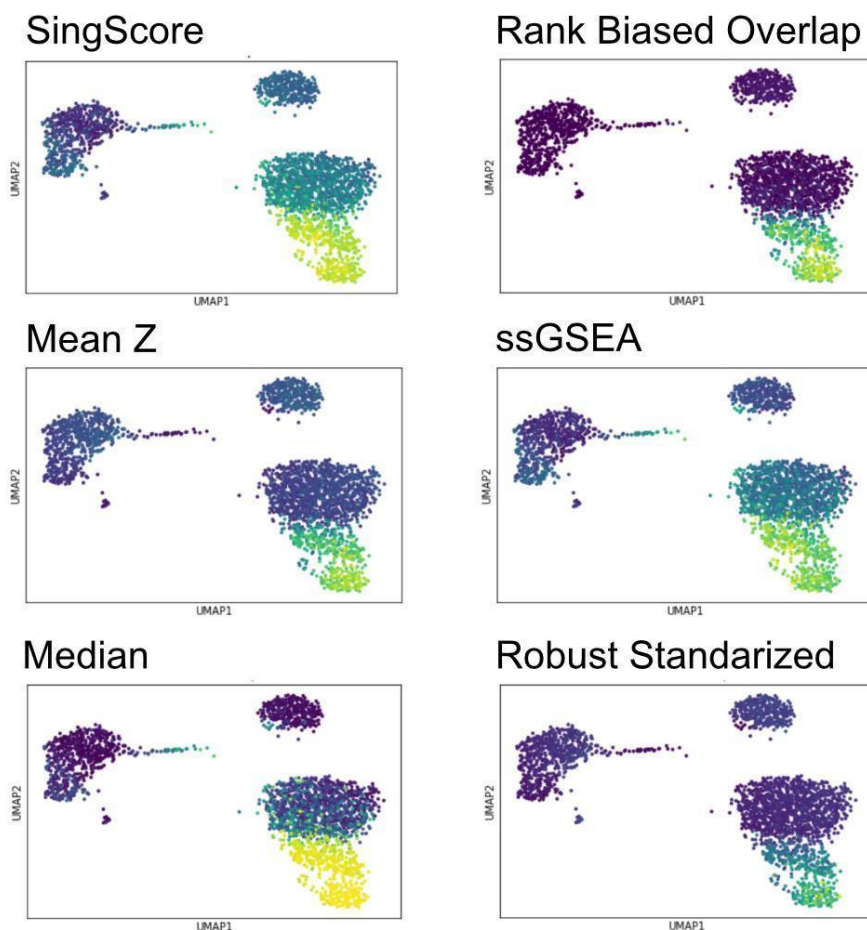 SingScore
Rank Biased Overlap
UMAP2
UMAP1
UMAP2
UMAP1
Mean Z
ssGSEA
UMAP2
UMAP1
UMAP2
UMAP1
Median
Robust Standarized
UMAP2
UMAP1
UMAP2
UMAP1